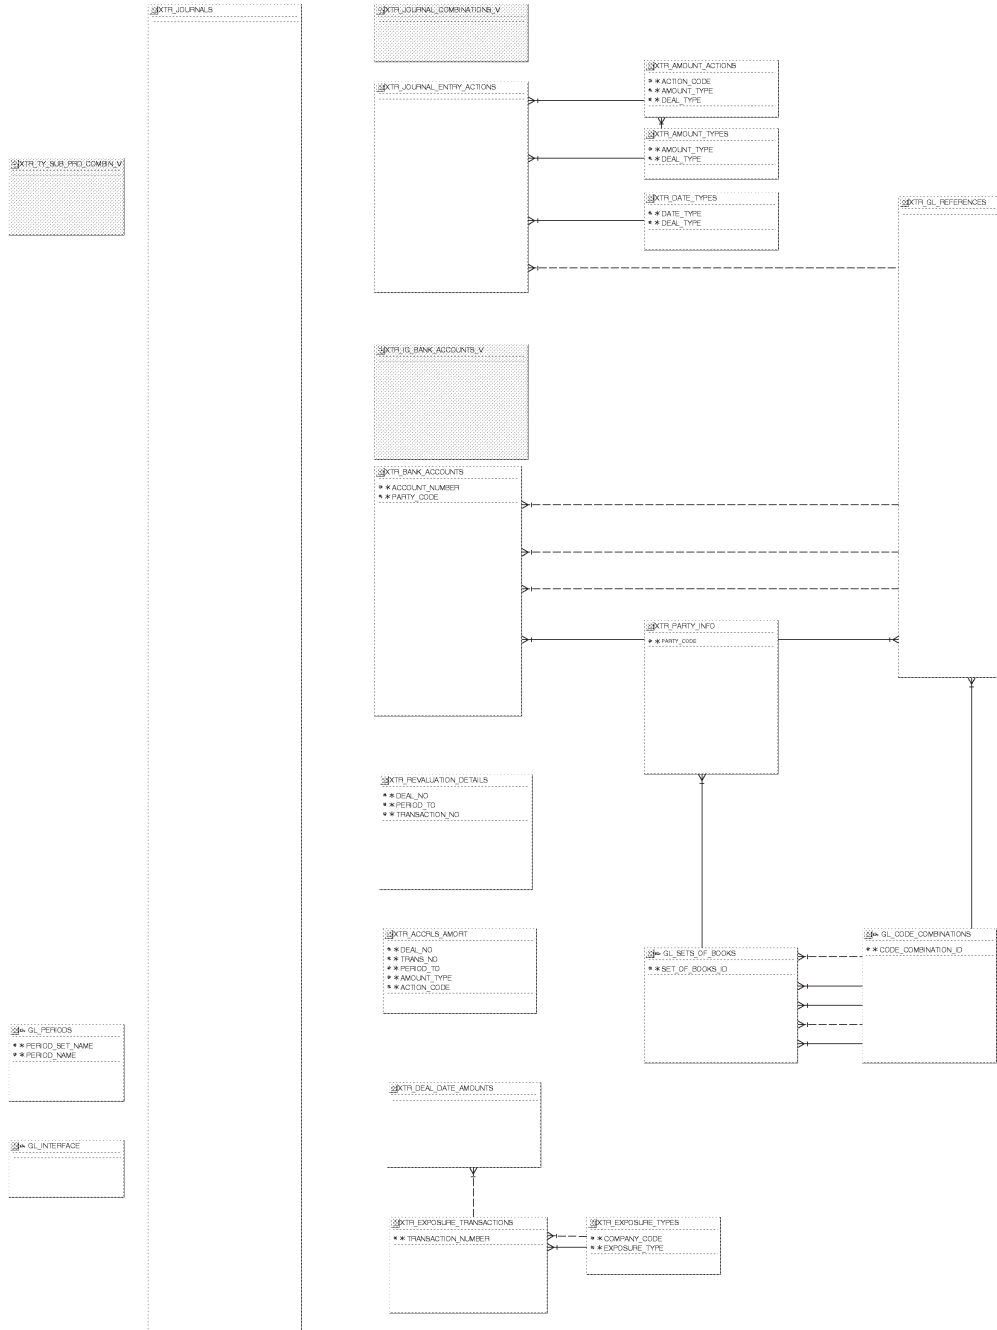 XTR_JOURNALS
XTR_JOURNAL_COMBINATIONS_V
XTR_AMOUNT_ACTIONS
* ACTION_CODE
* AMOUNT_TYPE
* DEAL_TYPE
XTR_JOURNAL_ENTRY_ACTIONS
XTR_AMOUNT_TYPES
* AMOUNT_TYPE
* DEAL_TYPE
XTR_TY_SUB_PRD_COMBIN_V
XTR_DATE_TYPES
* DATE_TYPE
* DEAL_TYPE
XTR_GL_REFERENCES
XTR_IG_BANK_ACCOUNTS_V
XTR_BANK_ACCOUNTS
* ACCOUNT_NUMBER
* PARTY_CODE
XTR_PARTY_INFO
* PARTY_CODE
XTR_REVALUATION_DETAILS
* DEAL_NO
* PERIOD_TO
* TRANSACTION_NO
XTR_ACCRLS_AMORT
* DEAL_NO
* TRANS_NO
* PERIOD_TO
* AMOUNT_TYPE
* ACTION_CODE
GL_SETS_OF_BOOKS
* SET_OF_BOOKS_ID
GL_CODE_COMBINATIONS
* CODE_COMBINATION_ID
GL_PERIODS
* PERIOD_SET_NAME
* PERIOD_NAME
XTR_DEAL_DATE_AMOUNTS
GL_INTERFACE
XTR_EXPOSURE_TRANSACTIONS
* TRANSACTION_NUMBER
XTR_EXPOSURE_TYPES
* COMPANY_CODE
* EXPOSURE_TYPE